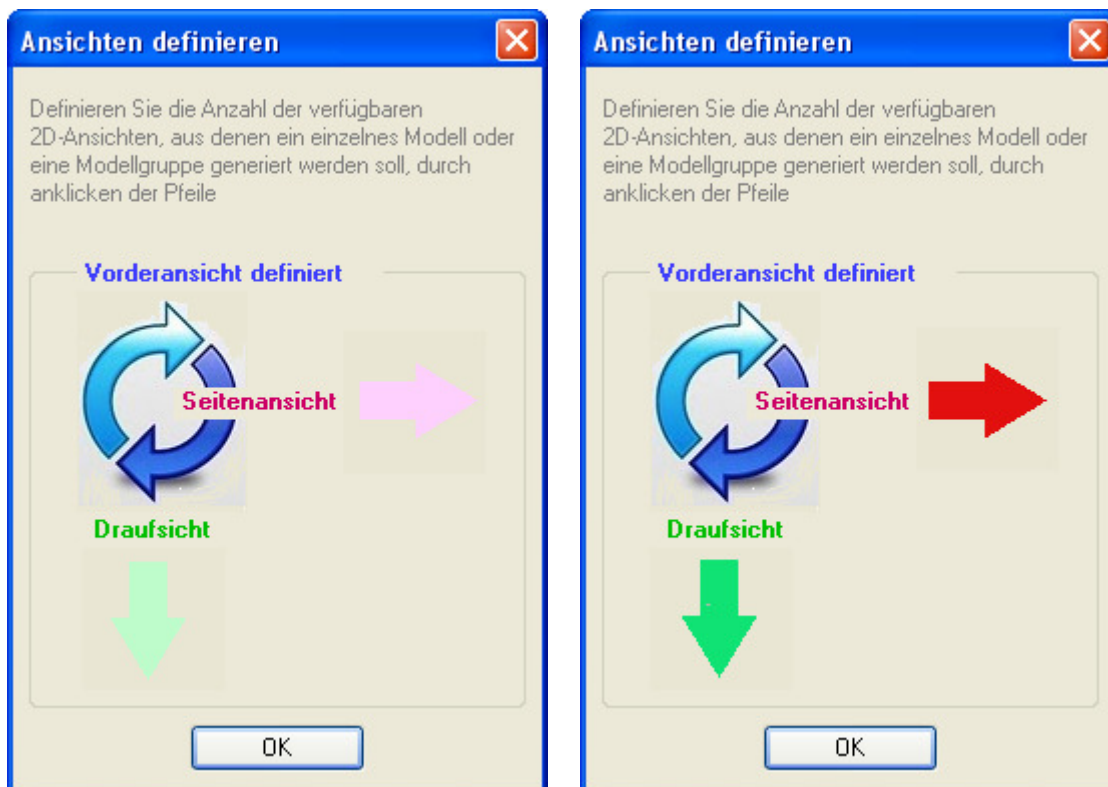 Ansichten definieren
Definieren Sie die Anzahl der verfügbaren
2D-Ansichten, aus denen ein einzelnes Modell oder
eine Modellgruppe generiert werden soll, durch
anklicken der Pfeile
Vorderansicht definiert
Seitenansicht
Draufsicht
OK
Ansichten definieren
Definieren Sie die Anzahl der verfügbaren
2D-Ansichten, aus denen ein einzelnes Modell oder
eine Modellgruppe generiert werden soll, durch
anklicken der Pfeile
Vorderansicht definiert
Seitenansicht
Draufsicht
OK